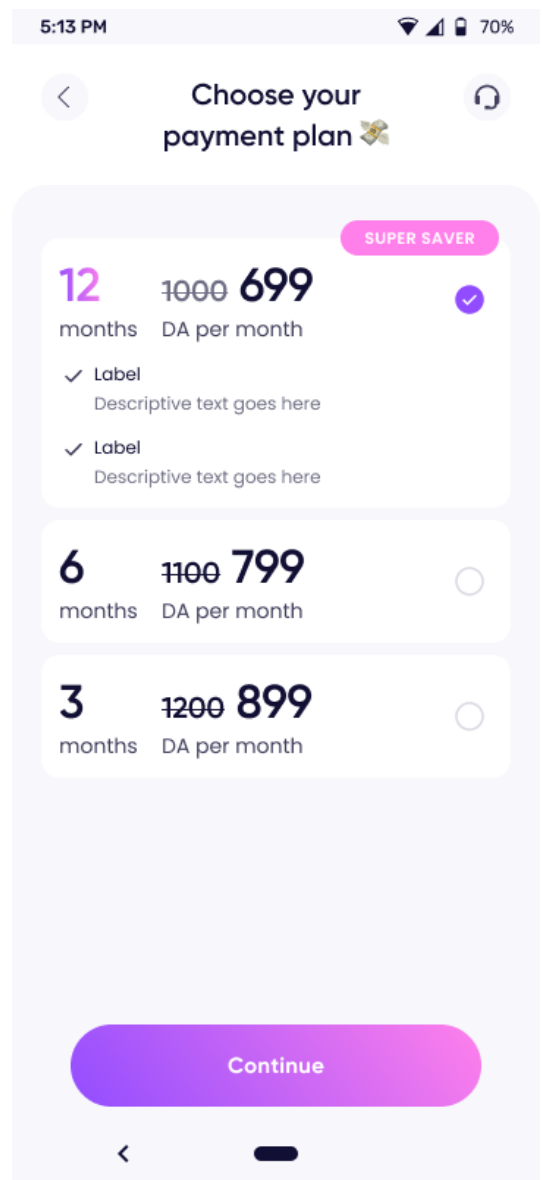 5:13 PM 70%
Choose your
payment plan 💸
SUPER SAVER
12 1000 699
months DA per month
Label
Descriptive text goes here
Label
Descriptive text goes here
6 1100 799
months DA per month
3 1200 899
months DA per month
Continue